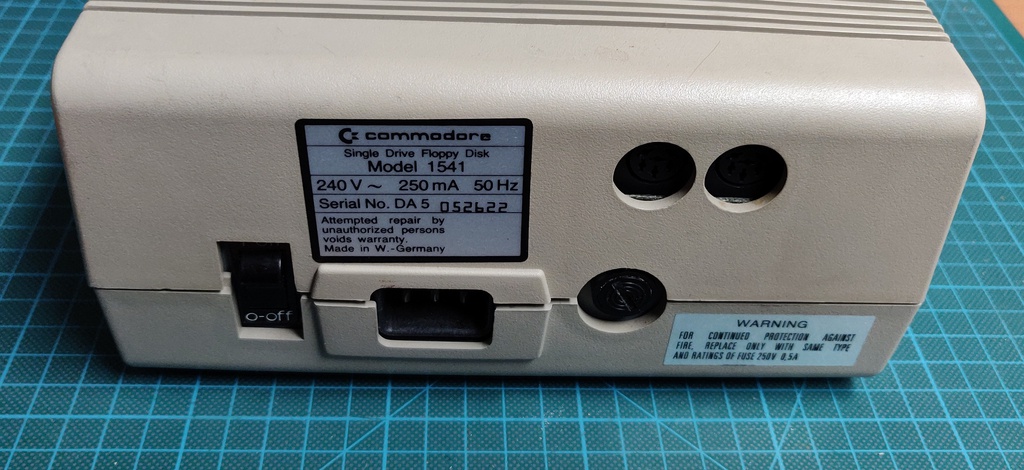 commodore
Single Drive Floppy Disk
Model 1541
240 V ~ 250 mA 50 Hz
Serial No. DA 5 052622
Attempted repair by
unauthorized persons
voids warranty.
Made in W.-Germany
o-off
WARNING
FOR CONTINUED PROTECTION AGAINST
FIRE, REPLACE ONLY WITH SAME TYPE
AND RATINGS OF FUSE 250V 0,5A